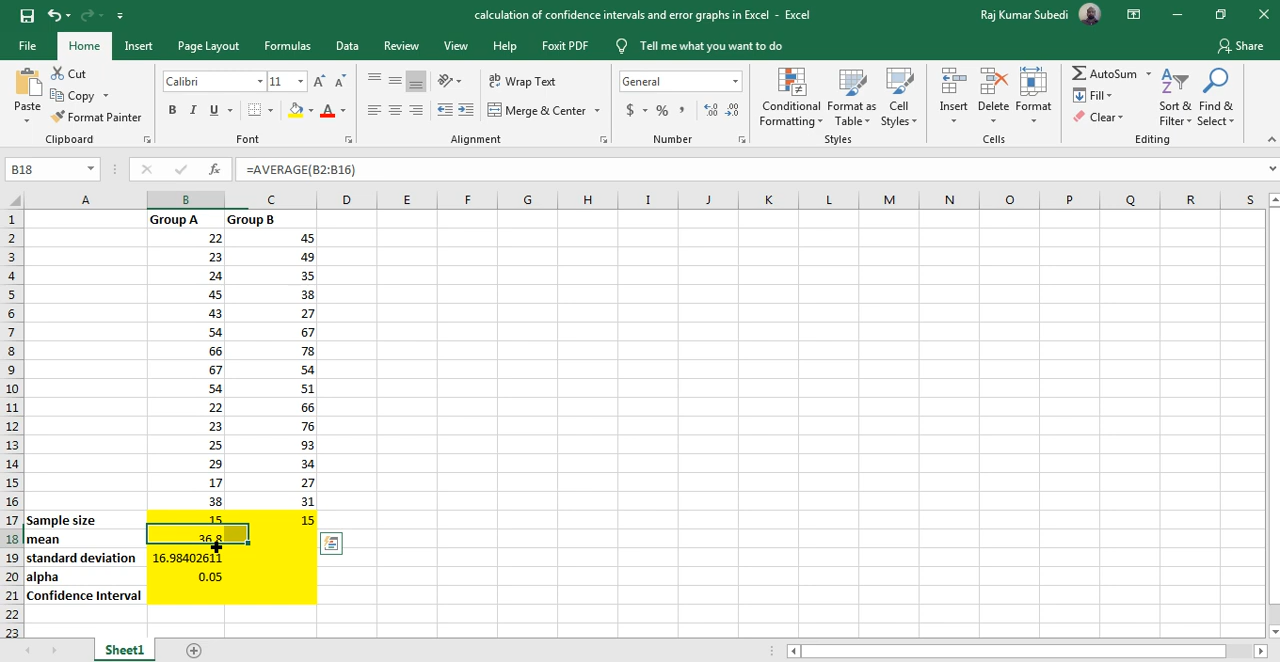 calculation of confidence intervals and error graphs in Excel - Excel
Raj Kumar Subedi
File Home Insert Page Layout Formulas Data Review View Help Foxit PDF Tell me what you want to do Share
Paste Cut Copy Format Painter Clipboard
Calibri 11 B I U A Font
Wrap Text Merge & Center Alignment
General $ % , Number
Conditional Formatting Format as Table Cell Styles Styles
Insert Delete Format Cells
AutoSum Fill Clear Sort & Filter Find & Select Editing
B18 fx =AVERAGE(B2:B16)
A B C D E F G H I J K L M N O P Q R S
1 Group A Group B
2 22 45
3 23 49
4 24 35
5 45 38
6 43 27
7 54 67
8 66 78
9 67 54
10 54 51
11 22 66
12 23 76
13 25 93
14 29 34
15 17 27
16 38 31
17 Sample size 15 15
18 mean 36.8
19 standard deviation 16.98402611
20 alpha 0.05
21 Confidence Interval
22
23
Sheet1